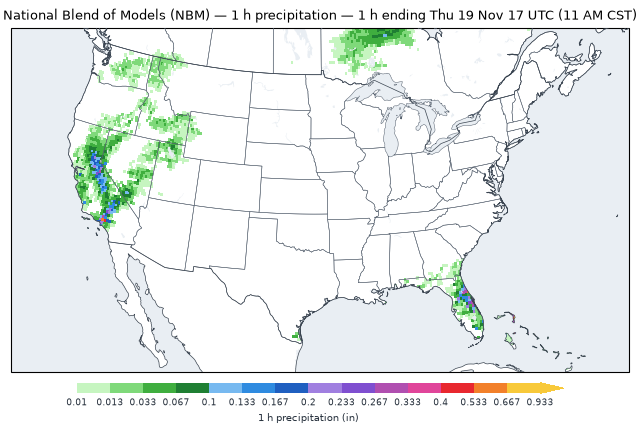 National Blend of Models (NBM) — 1 h precipitation — 1 h ending Thu 19 Nov 17 UTC (11 AM CST)
0.01 0.013 0.033 0.067 0.1 0.133 0.167 0.2 0.233 0.267 0.333 0.4 0.533 0.667 0.933
1 h precipitation (in)